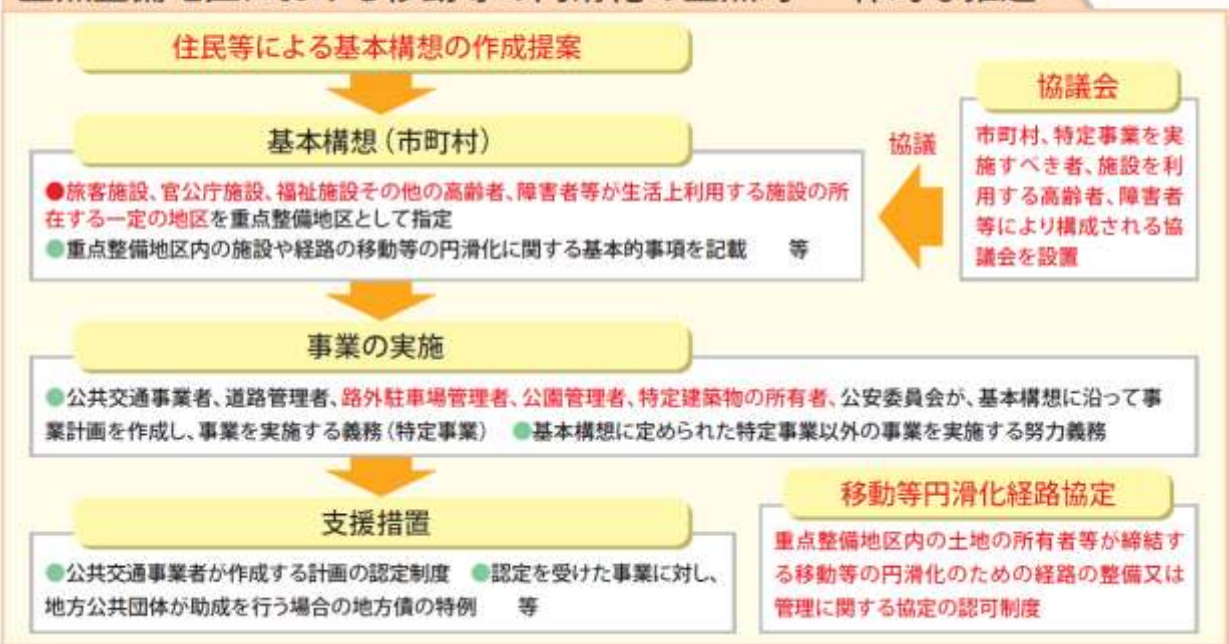 住民等による基本構想の作成提案
基本構想(市町村)
●旅客施設、官公庁施設、福祉施設その他の高齢者、障害者等が生活上利用する施設の所
在する一定の地区を重点整備地区として指定
●重点整備地区内の施設や経路の移動等の円滑化に関する基本的事項を記載　等
協議
協議会
市町村、特定事業を実
施すべき者、施設を利
用する高齢者、障害者
等により構成される協
議会を設置
事業の実施
●公共交通事業者、道路管理者、路外駐車場管理者、公園管理者、特定建築物の所有者、公安委員会が、基本構想に沿って事
業計画を作成し、事業を実施する義務(特定事業)　●基本構想に定められた特定事業以外の事業を実施する努力義務
支援措置
●公共交通事業者が作成する計画の認定制度　●認定を受けた事業に対し、
地方公共団体が助成を行う場合の地方債の特例　等
移動等円滑化経路協定
重点整備地区内の土地の所有者等が締結す
る移動等の円滑化のための経路の整備又は
管理に関する協定の認可制度